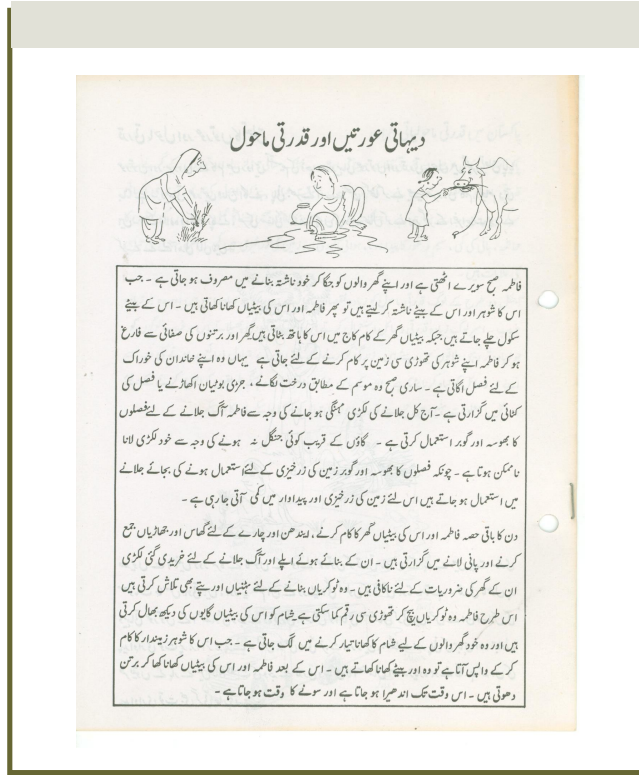 دیہاتی عورتیں اور قدرتی ماحول
فاطمہ صبح سویرے اٹھتی ہے اور اپنے گھر والوں کو جگا کر خود ناشتہ بنانے میں مصروف ہو جاتی ہے ۔ جب
اس کا شوہر اور اس کے بیٹے ناشتہ کر لیتے ہیں تو پھر فاطمہ اور اس کی بیٹیاں کھانا کھاتی ہیں ۔ اس کے بیٹے
سکول چلے جاتے ہیں جبکہ بیٹیاں گھر کے کام کاج میں اس کا ہاتھ بٹاتی ہیں گھر اور برتنوں کی صفائی سے فارغ
ہو کر فاطمہ اپنے شوہر کی تھوڑی سی زمین پر کام کرنے کے لئے جاتی ہے یہاں وہ اپنے خاندان کی خوراک
کے لئے فصل اگاتی ہے ۔ ساری صبح وہ موسم کے مطابق درخت لگانے ، جڑی بوٹیاں اکھاڑنے یا فصل کی
کٹائی میں گزارتی ہے ۔ آج کل جلانے کی لکڑی مہنگی ہو جانے کی وجہ سے فاطمہ آگ جلانے کے لئے فصلوں
کا بھوسہ اور گوبر استعمال کرتی ہے ۔ گاؤں کے قریب کوئی جنگل نہ ہونے کی وجہ سے خود لکڑی لانا
ناممکن ہوتا ہے ۔ چونکہ فصلوں کا بھوسہ اور گوبر زمین کی زرخیزی کے لئے استعمال ہونے کی بجائے جلانے
میں استعمال ہو جاتے ہیں اس لئے زمین کی زرخیزی اور پیداوار میں کمی آتی جا رہی ہے ۔
دن کا باقی حصہ فاطمہ اور اس کی بیٹیاں گھر کا کام کرنے ، ایندھن اور چارے کے لئے گھاس اور جھاڑیاں جمع
کرنے اور پانی لانے میں گزارتی ہیں ۔ ان کے بنائے ہوئے اپلے اور آگ جلانے کے لئے خریدی گئی لکڑی
ان کے گھر کی ضروریات کے لئے ناکافی ہیں ۔ وہ ٹوکریاں بنانے کے لئے ٹہنیاں اور پتے بھی تلاش کرتی ہیں
اس طرح فاطمہ وہ ٹوکریاں بیچ کر تھوڑی سی رقم کما سکتی ہے شام کو اس کی بیٹیاں گایوں کی دیکھ بھال کرتی
ہیں اور وہ خود گھر والوں کے لیے شام کا کھانا تیار کرنے میں لگ جاتی ہے ۔ جب اس کا شوہر زمیندار کا کام
کر کے واپس آتا ہے تو وہ اور بیٹے کھانا کھاتے ہیں ۔ اس کے بعد فاطمہ اور اس کی بیٹیاں کھانا کھا کر برتن
دھوتی ہیں ۔ اس وقت تک اندھیرا ہو جاتا ہے اور سونے کا وقت ہو جاتا ہے ۔